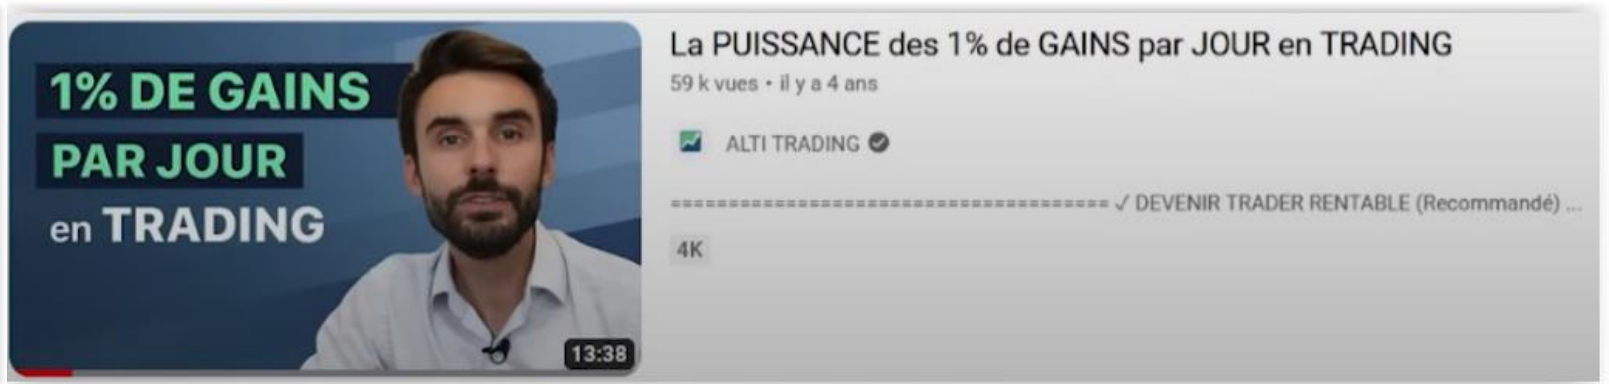 1% DE GAINS
PAR JOUR
en TRADING
13:38
La PUISSANCE des 1% de GAINS par JOUR en TRADING
59 k vues • il y a 4 ans
ALTI TRADING
====================================== ✓ DEVENIR TRADER RENTABLE (Recommandé) ...
4K